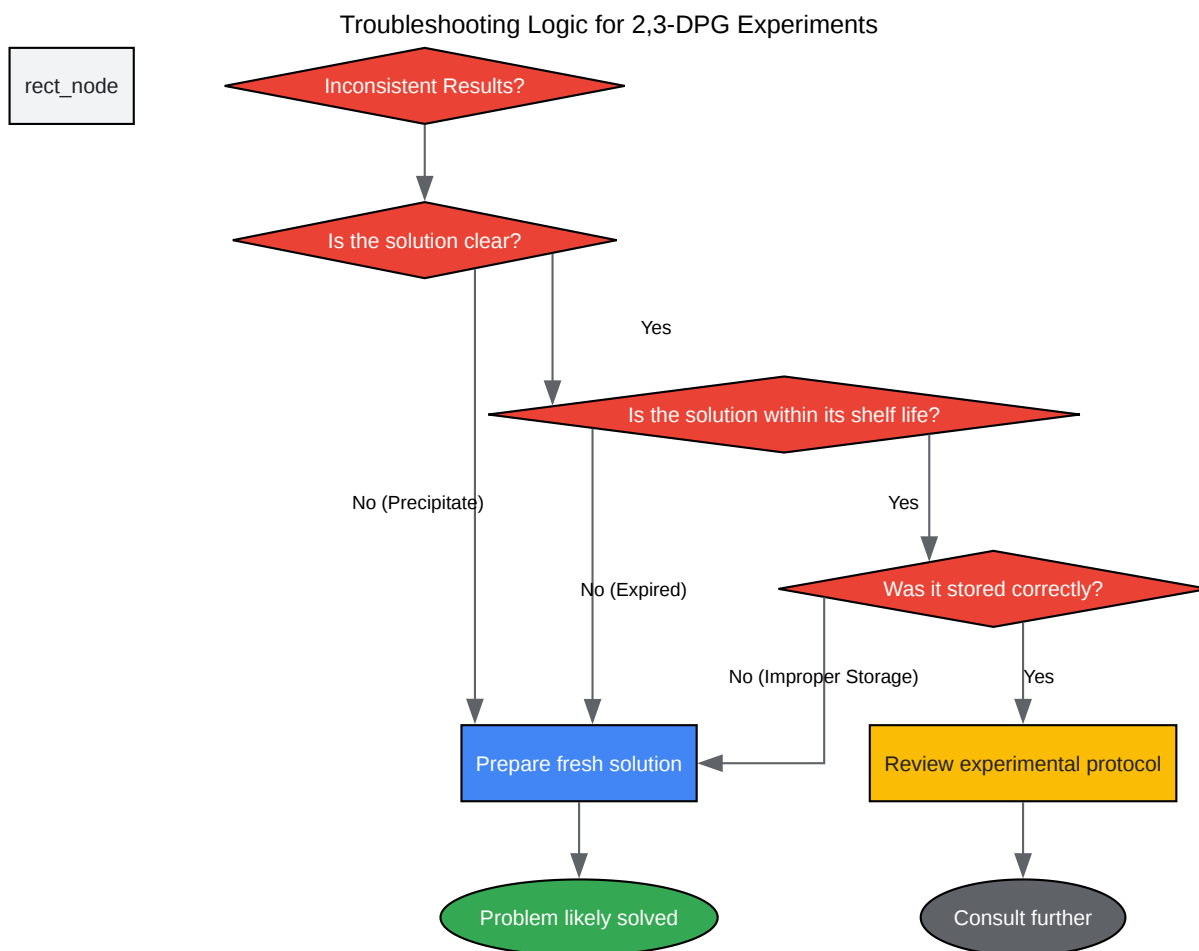 Troubleshooting Logic for 2,3-DPG Experiments
rect_node
Inconsistent Results?
Is the solution clear?
Yes
Is the solution within its shelf life?
No (Precipitate)
Yes
No (Expired)
Was it stored correctly?
No (Improper Storage)
Yes
Prepare fresh solution
Review experimental protocol
Problem likely solved
Consult further